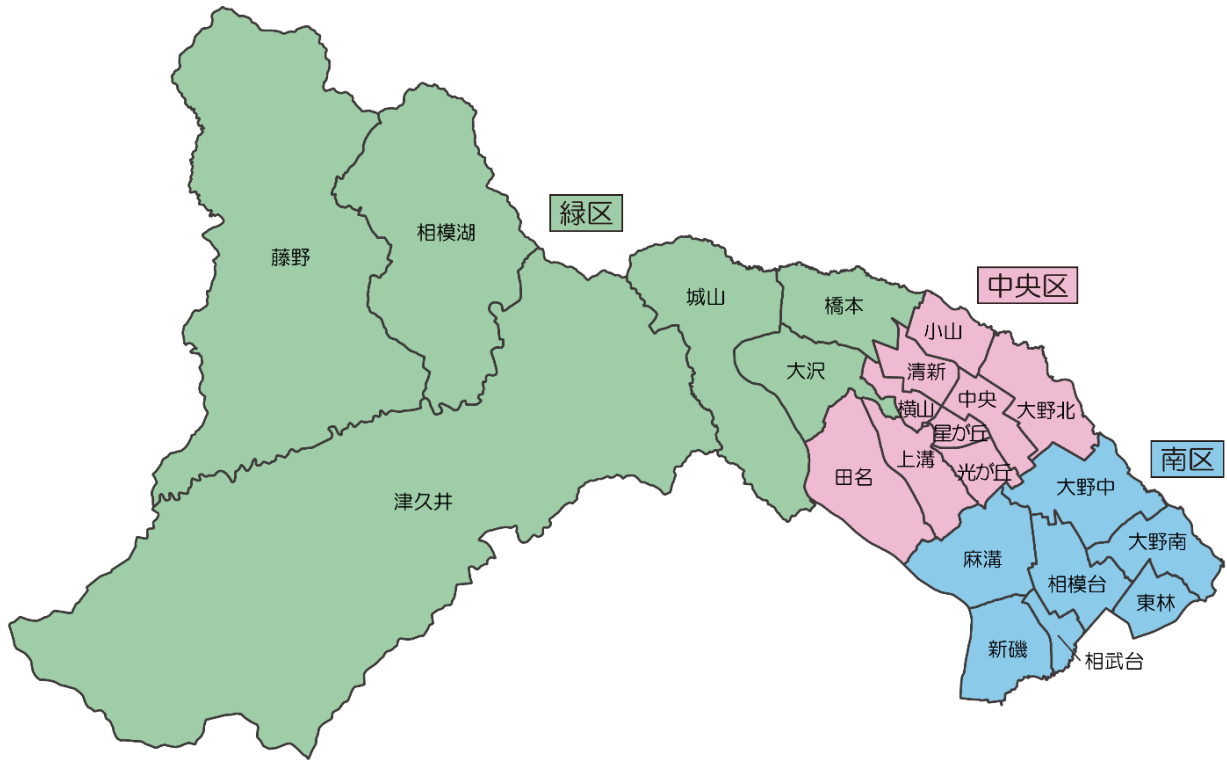 緑区
相模湖
藤野
城山
橋本
大沢
津久井
中央区
小山
清新
中央
横山
大野北
星が丘
上溝
光が丘
田名
南区
大野中
大野南
麻溝
相模台
東林
新磯
相武台